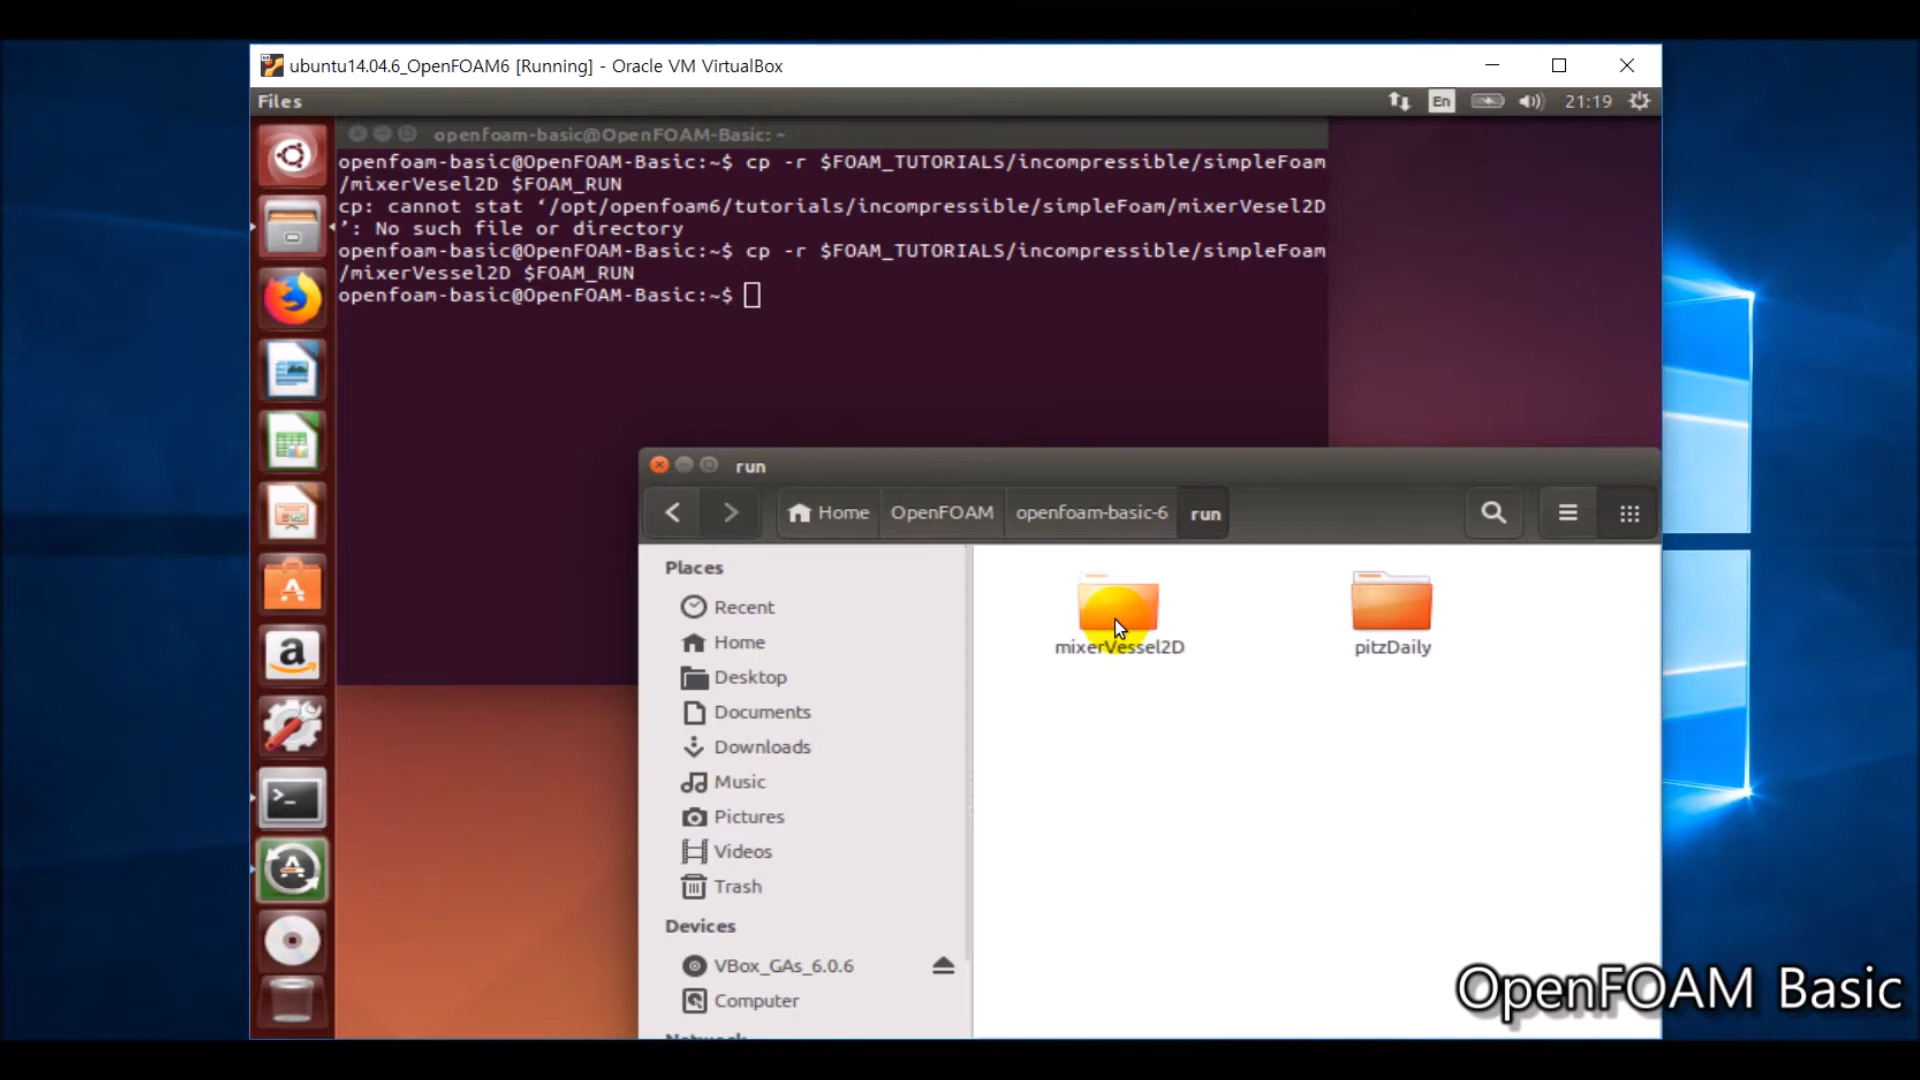 ubuntu14.04.6_OpenFOAM6 [Running] - Oracle VM VirtualBox
Files
En
21:19
openfoam-basic@OpenFOAM-Basic: ~
openfoam-basic@OpenFOAM-Basic:~$ cp -r $FOAM_TUTORIALS/incompressible/simpleFoam
/mixerVesel2D $FOAM_RUN
cp: cannot stat ‘/opt/openfoam6/tutorials/incompressible/simpleFoam/mixerVesel2D
’: No such file or directory
openfoam-basic@OpenFOAM-Basic:~$ cp -r $FOAM_TUTORIALS/incompressible/simpleFoam
/mixerVessel2D $FOAM_RUN
openfoam-basic@OpenFOAM-Basic:~$
run
Home
OpenFOAM
openfoam-basic-6
run
Places
Recent
Home
Desktop
Documents
Downloads
Music
Pictures
Videos
Trash
Devices
VBox_GAs_6.0.6
Computer
mixerVessel2D
pitzDaily
OpenFOAM Basic